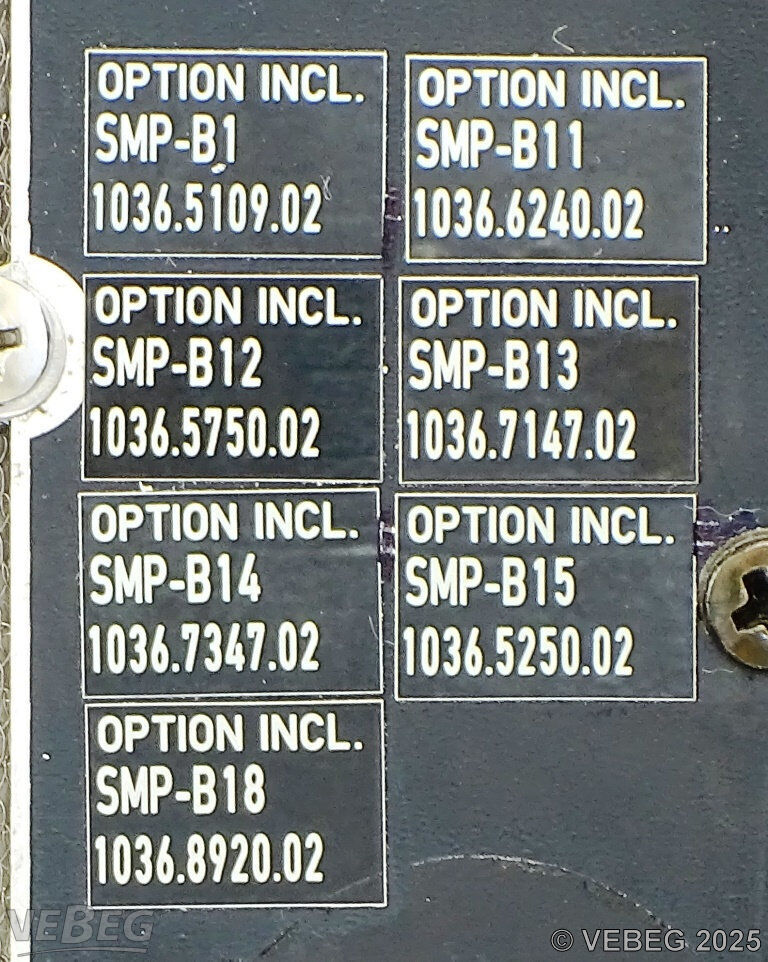 OPTION INCL.
SMP-B1
1036.5109.02
OPTION INCL.
SMP-B11
1036.6240.02
OPTION INCL.
SMP-B12
1036.5750.02
OPTION INCL.
SMP-B13
1036.7147.02
OPTION INCL.
SMP-B14
1036.7347.02
OPTION INCL.
SMP-B15
1036.5250.02
OPTION INCL.
SMP-B18
1036.8920.02
VEBEG
© VEBEG 2025